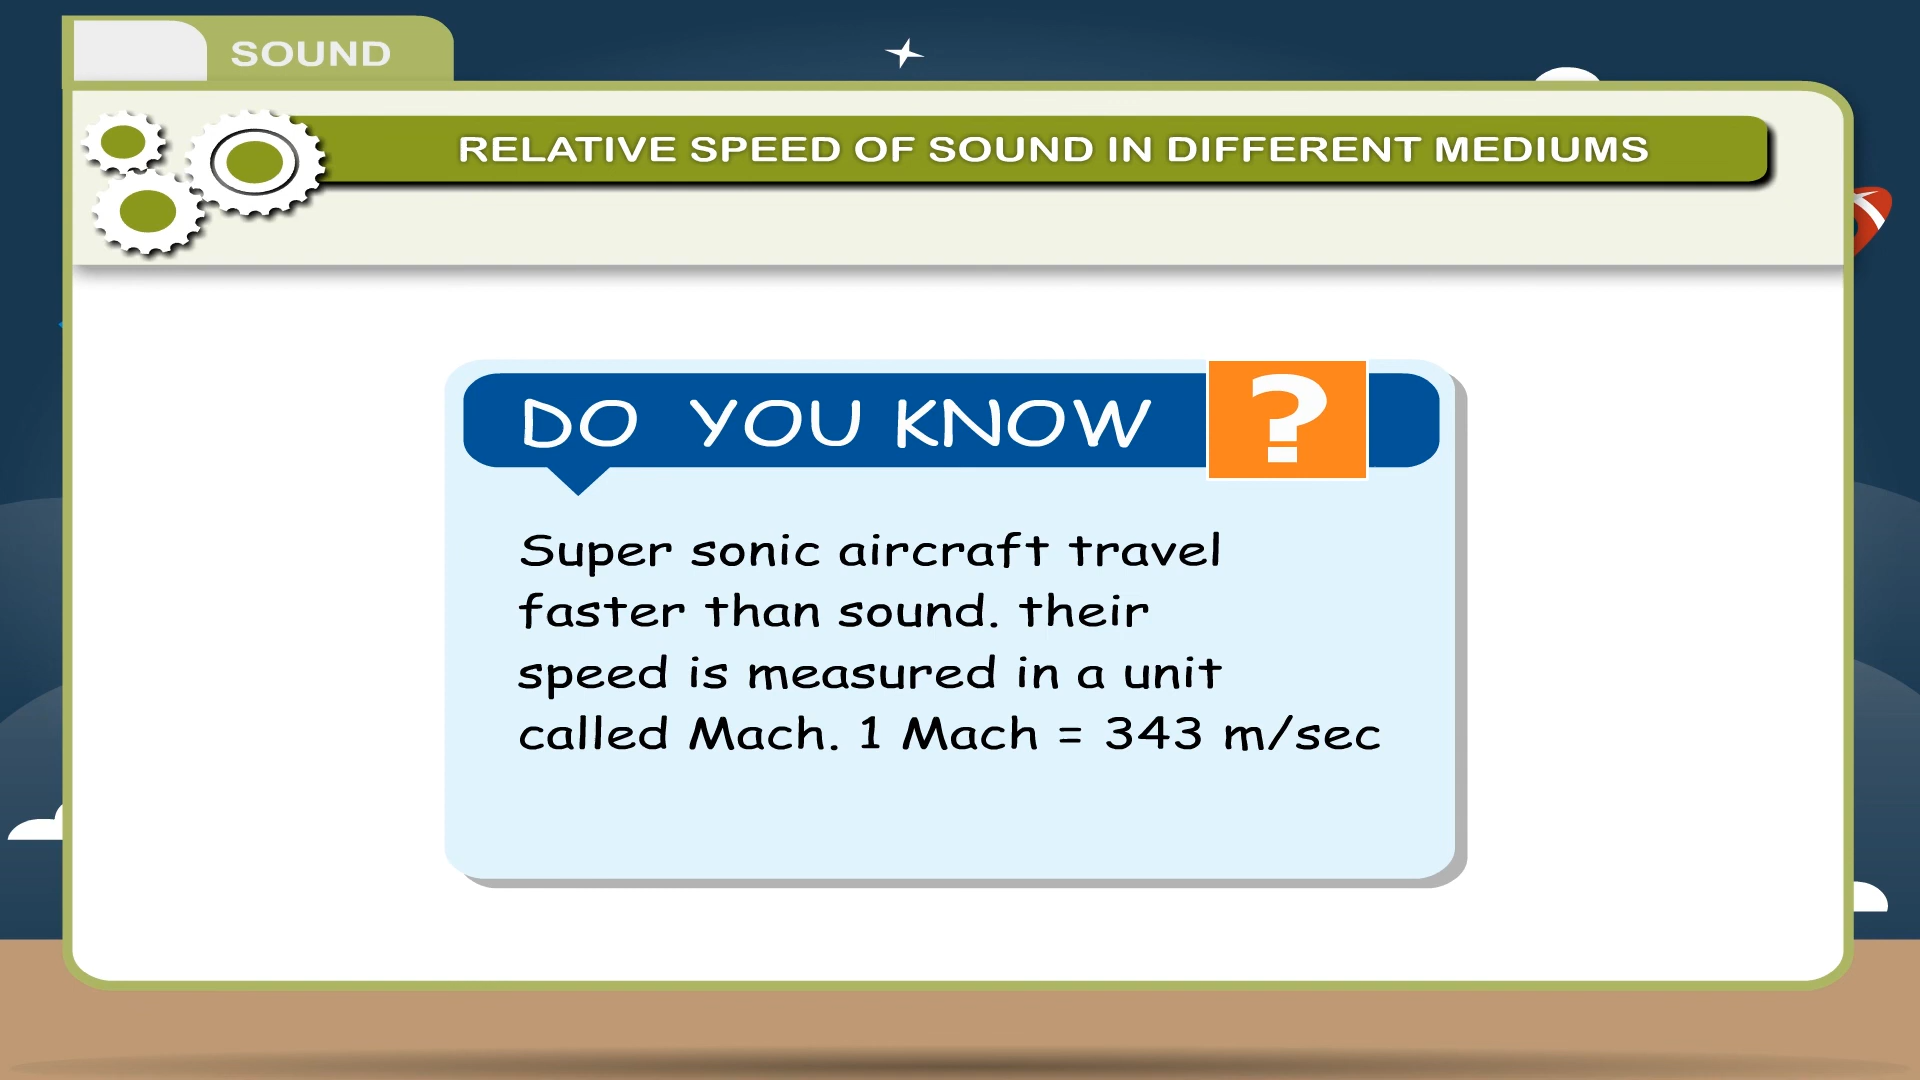 SOUND
RELATIVE SPEED OF SOUND IN DIFFERENT MEDIUMS
DO YOU KNOW ?
Super sonic aircraft travel
faster than sound. their
speed is measured in a unit
called Mach. 1 Mach = 343 m/sec